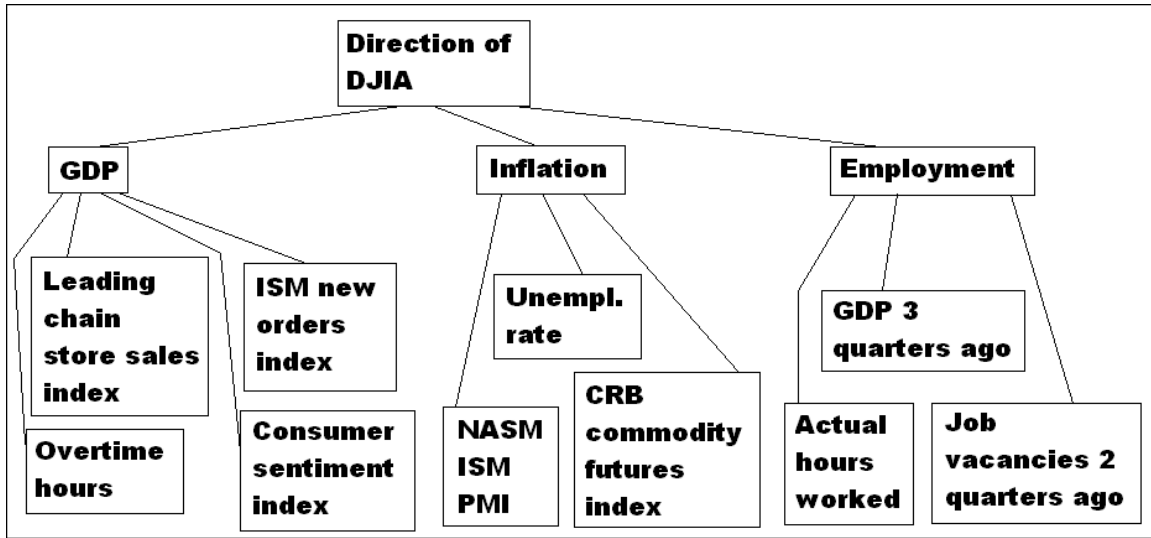 Direction of
DJIA
GDP
Inflation
Employment
Leading
chain
store sales
index
ISM new
orders
index
Overtime
hours
Consumer
sentiment
index
Unempl.
rate
NASM
ISM
PMI
CRB
commodity
futures
index
GDP 3
quarters ago
Actual
hours
worked
Job
vacancies 2
quarters ago